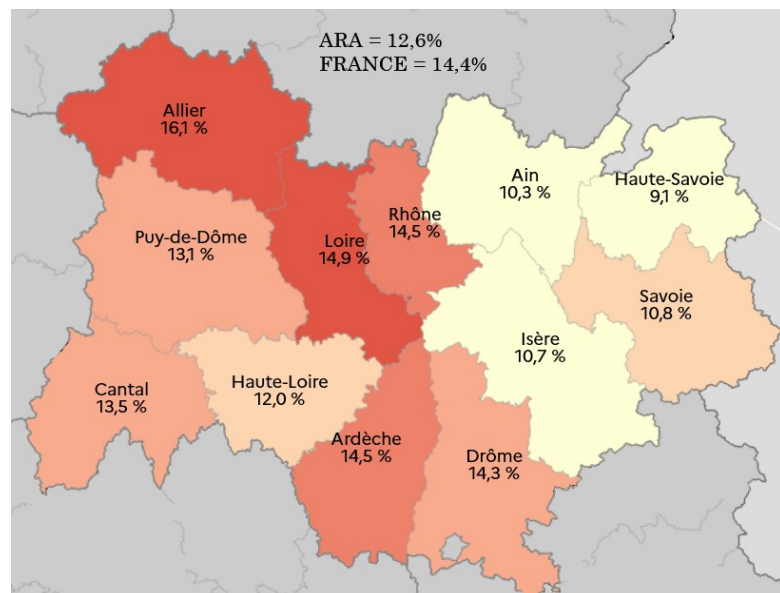 ARA = 12,6%
FRANCE = 14,4%
Allier
16,1 %
Ain
10,3 %
Haute-Savoie
9,1 %
Rhône
14,5 %
Puy-de-Dôme
13,1 %
Loire
14,9 %
Savoie
10,8 %
Isère
10,7 %
Haute-Loire
12,0 %
Cantal
13,5 %
Ardèche
14,5 %
Drôme
14,3 %